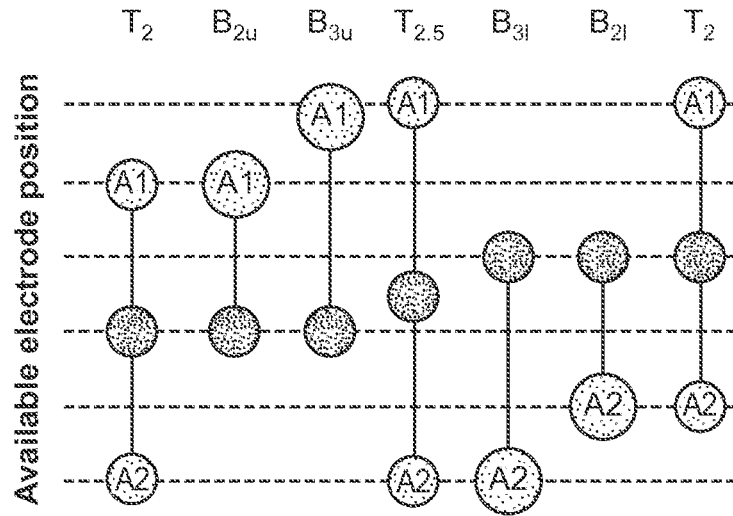 T2 B2u B3u T2.5 B3l B2l T2
Available electrode position
A1 A1
A1
A1 A1
A2 A2
A2 A2 A2